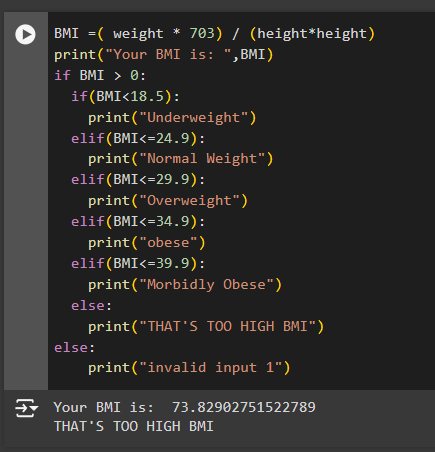 BMI =( weight * 703) / (height*height)
print("Your BMI is: ",BMI)
if BMI > 0:
  if(BMI<18.5):
    print("Underweight")
  elif(BMI<=24.9):
    print("Normal Weight")
  elif(BMI<=29.9):
    print("Overweight")
  elif(BMI<=34.9):
    print("obese")
  elif(BMI<=39.9):
    print("Morbidly Obese")
  else:
    print("THAT'S TOO HIGH BMI")
else:
    print("invalid input 1")
Your BMI is:  73.82902751522789
THAT'S TOO HIGH BMI